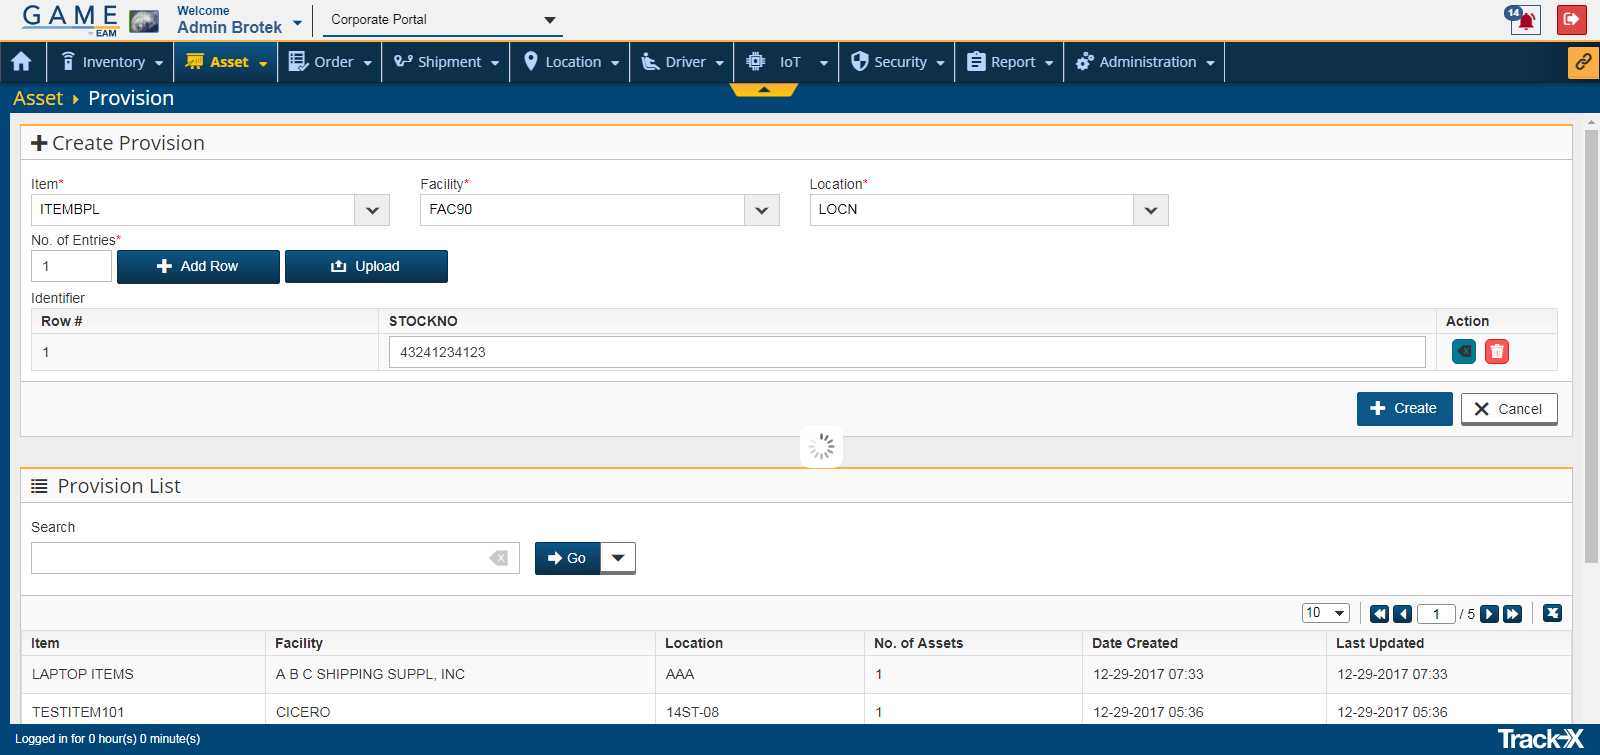 GAME
by EAM
Welcome
Admin Brotek
Corporate Portal
14
Inventory
Asset
Order
Shipment
Location
Driver
IoT
Security
Report
Administration
Asset Provision
Create Provision
Item* Facility* Location*
ITEMBPL FAC90 LOCN
No. of Entries*
1 Add Row Upload
Identifier
Row # STOCKNO Action
1 43241234123
Create Cancel
Provision List
Search
Go
10 1 / 5
Item Facility Location No. of Assets Date Created Last Updated
LAPTOP ITEMS A B C SHIPPING SUPPL, INC AAA 1 12-29-2017 07:33 12-29-2017 07:33
TESTITEM101 CICERO 14ST-08 1 12-29-2017 05:36 12-29-2017 05:36
Logged in for 0 hour(s) 0 minute(s)
Track-X